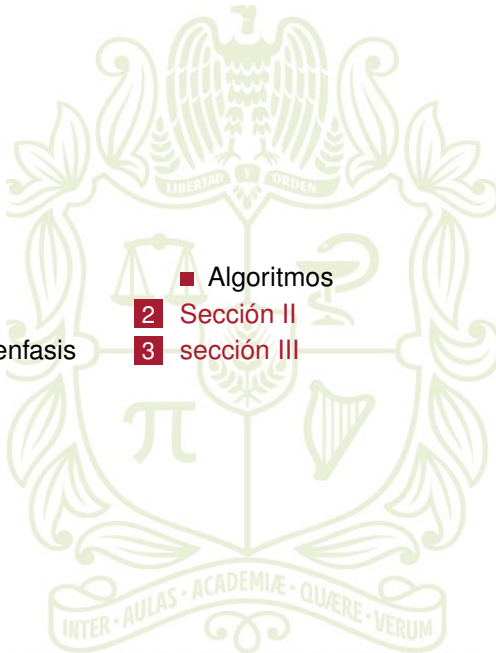 LIBERTAD Y ORDEN
■ Algoritmos
2 Sección II
enfasis
3 sección III
π
INTER · AULAS · ACADEMIÆ · QUÆRE · VERUM